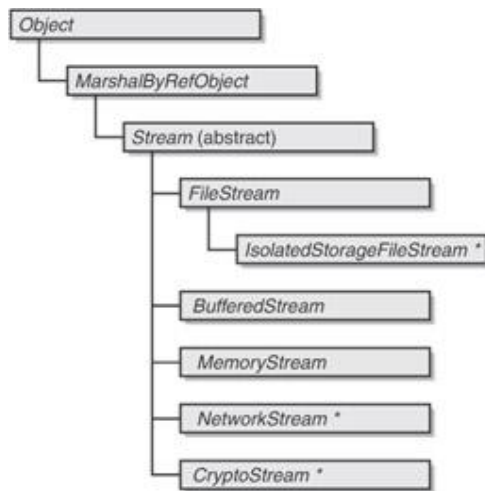 Object
MarshalByRefObject
Stream (abstract)
FileStream
IsolatedStorageFileStream *
BufferedStream
MemoryStream
NetworkStream *
CryptoStream *